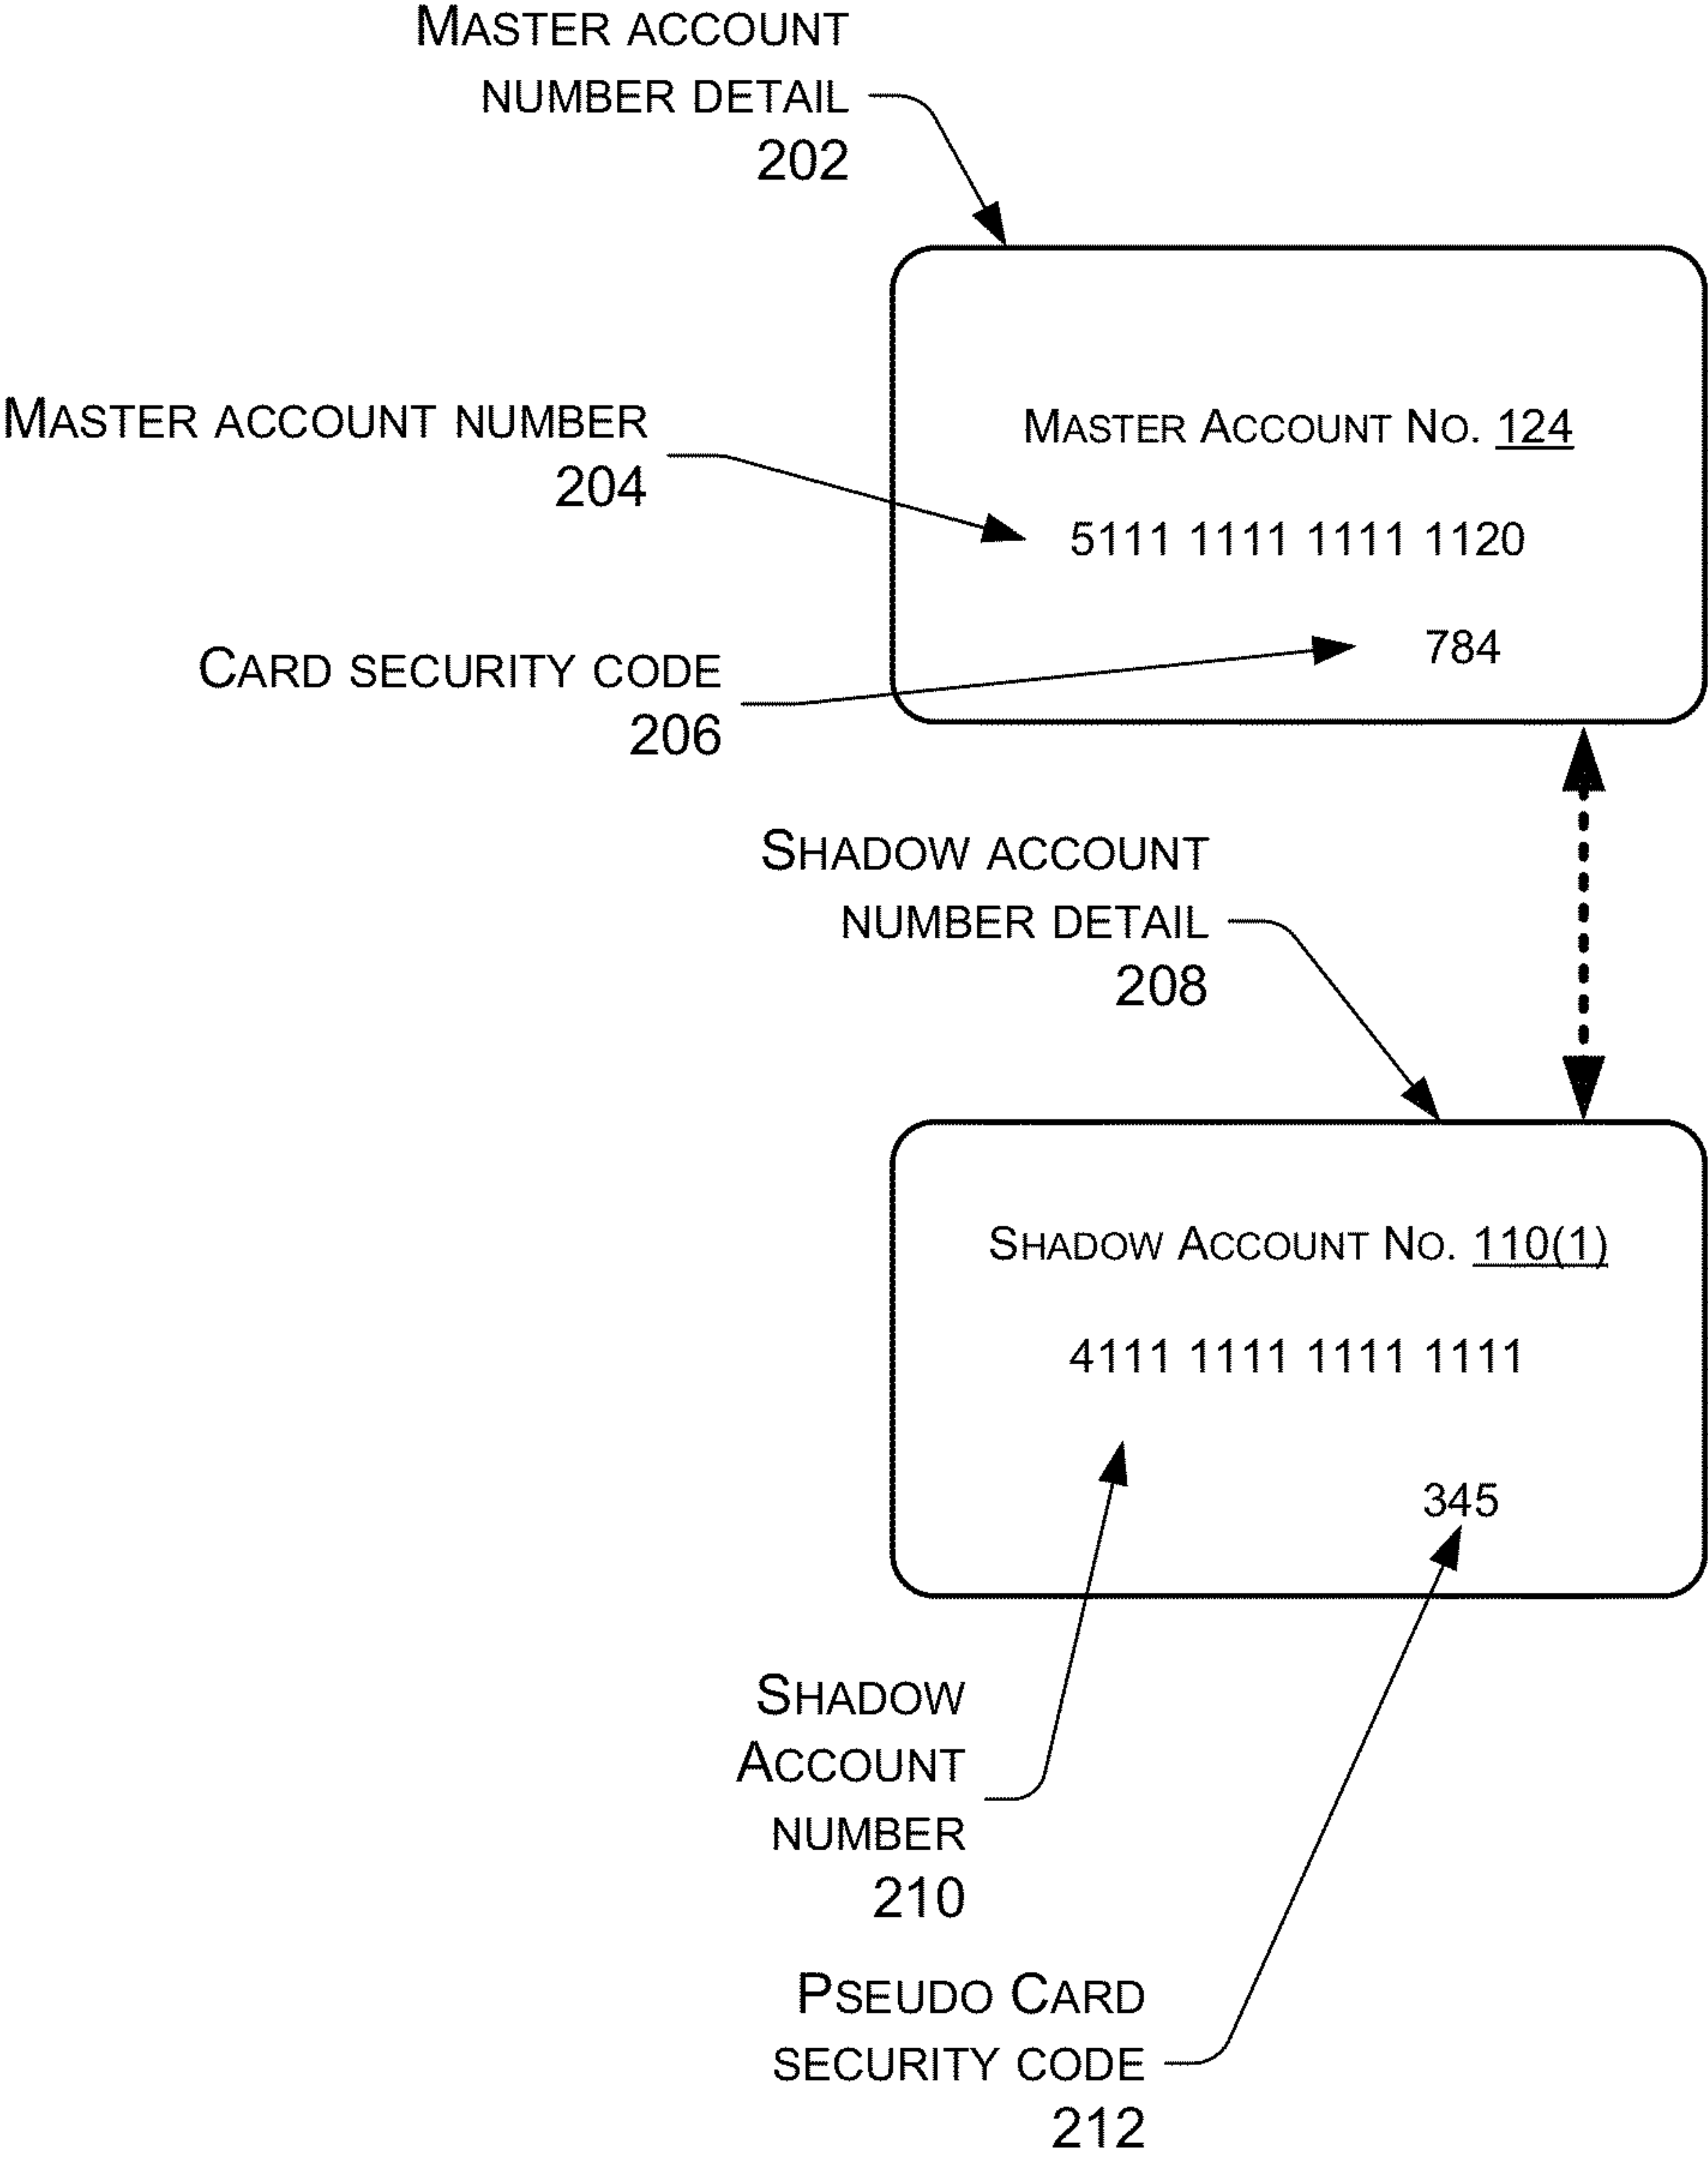 MASTER ACCOUNT
NUMBER DETAIL
202
MASTER ACCOUNT NO. 124
MASTER ACCOUNT NUMBER
204
5111 1111 1111 1120
CARD SECURITY CODE
206
784
SHADOW ACCOUNT
NUMBER DETAIL
208
SHADOW ACCOUNT NO. 110(1)
4111 1111 1111 1111
345
SHADOW
ACCOUNT
NUMBER
210
PSEUDO CARD
SECURITY CODE
212